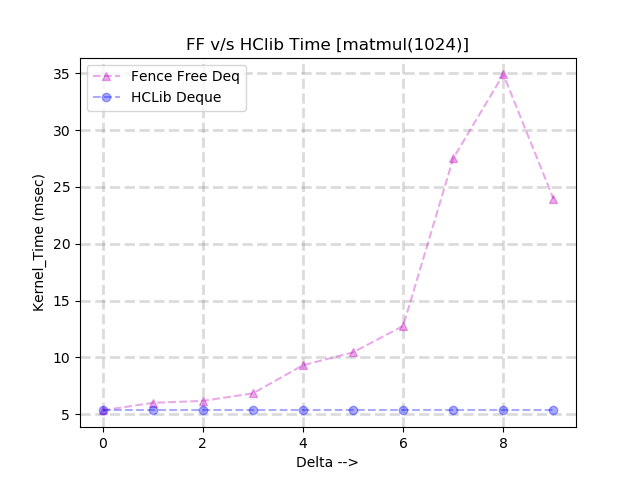 FF v/s HClib Time [matmul(1024)]
Fence Free Deq
HCLib Deque
35
30
25
20
15
10
5
Kernel_Time (msec)
0 2 4 6 8
Delta -->